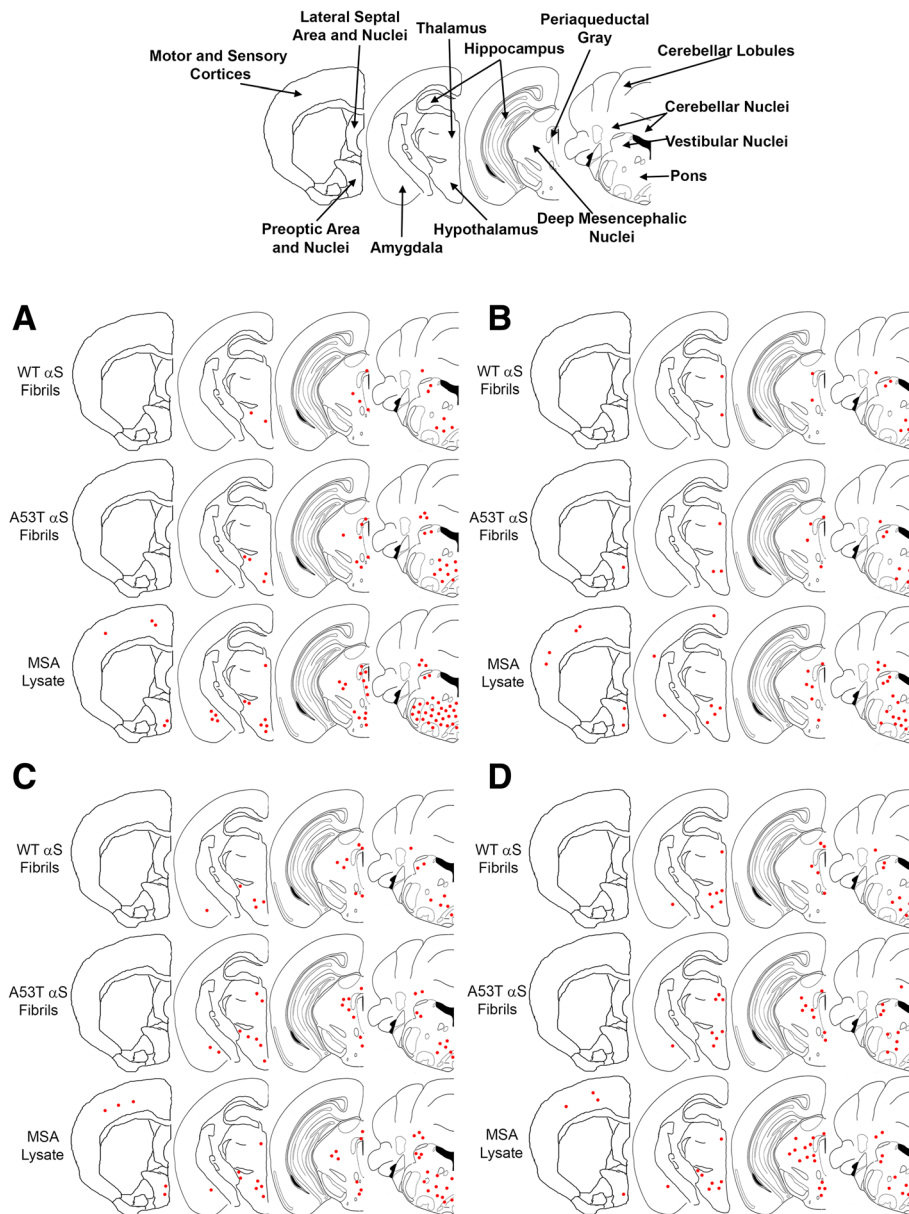 Lateral Septal
Area and Nuclei
Thalamus
Periaqueductal
Gray
Hippocampus
Motor and Sensory
Cortices
Cerebellar Lobules
Cerebellar Nuclei
Vestibular Nuclei
Pons
Preoptic Area
and Nuclei
Amygdala
Hypothalamus
Deep Mesencephalic
Nuclei
A
WT αS
Fibrils
A53T αS
Fibrils
MSA
Lysate
B
WT αS
Fibrils
A53T αS
Fibrils
MSA
Lysate
C
WT αS
Fibrils
A53T αS
Fibrils
MSA
Lysate
D
WT αS
Fibrils
A53T αS
Fibrils
MSA
Lysate